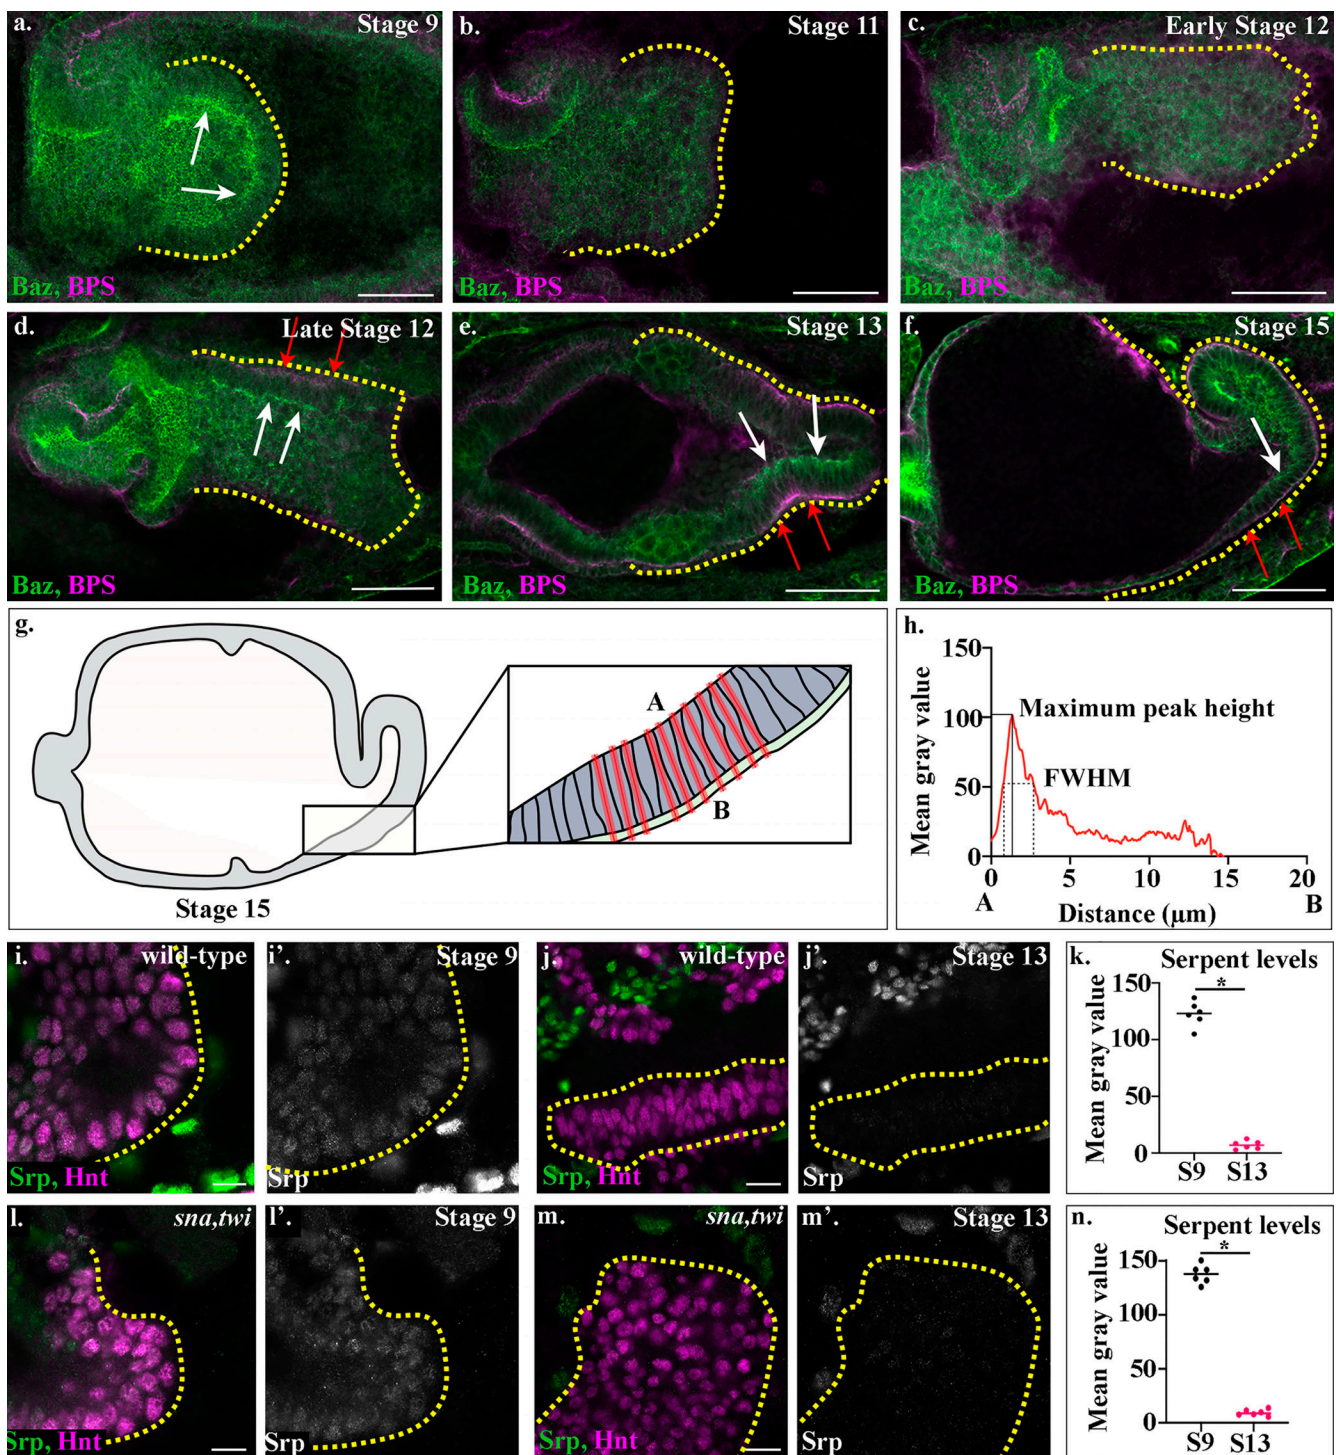 a.
Stage 9
Baz, BPS
b.
Stage 11
Baz, BPS
c.
Early Stage 12
Baz, BPS
d.
Late Stage 12
Baz, BPS
e.
Stage 13
Baz, BPS
f.
Stage 15
Baz, BPS
g.
A
B
Stage 15
h.
150
100
50
0
Mean gray value
Maximum peak height
FWHM
0 5 10 15 20
A B
Distance (µm)
i.
wild-type
Srp, Hnt
i'.
Stage 9
Srp
j.
wild-type
Srp, Hnt
j'.
Stage 13
Srp
k.
Serpent levels
150
100
50
0
Mean gray value
*
S9 S13
l.
sna,twi
Srp, Hnt
l'.
Stage 9
Srp
m.
sna,twi
Srp, Hnt
m'.
Stage 13
Srp
n.
Serpent levels
150
100
50
0
Mean gray value
*
S9 S13